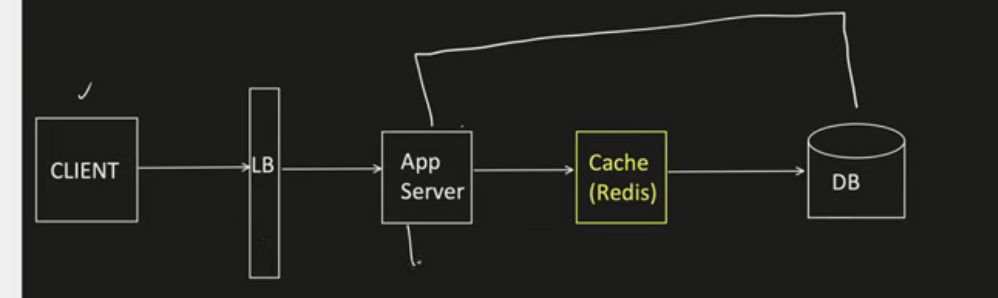 CLIENT
LB
App
Server
Cache
(Redis)
DB